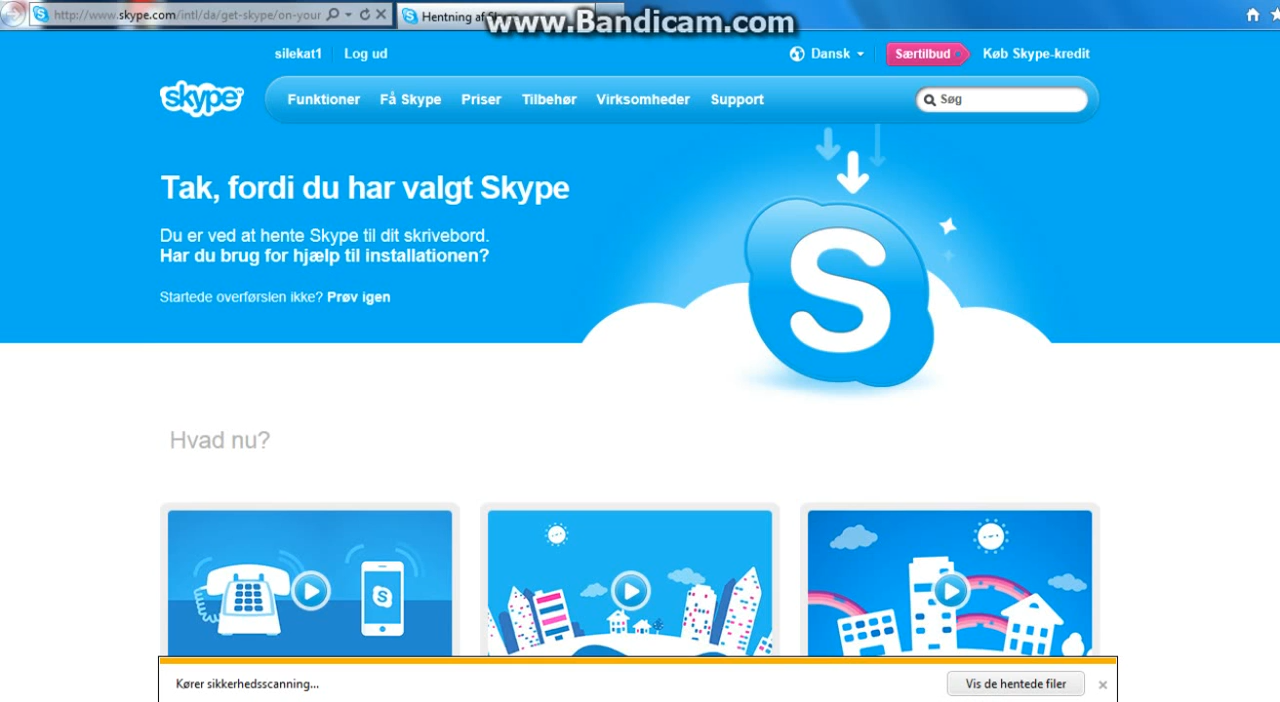 http://www.skype.com/intl/da/get-skype/on-your
Hentning af
www.Bandicam.com
silekat1
Log ud
Dansk
Særtilbud
Køb Skype-kredit
skype
Funktioner
Få Skype
Priser
Tilbehør
Virksomheder
Support
Søg
Tak, fordi du har valgt Skype
Du er ved at hente Skype til dit skrivebord.
Har du brug for hjælp til installationen?
Startede overførslen ikke? Prøv igen
S
Hvad nu?
Kører sikkerhedsscanning...
Vis de hentede filer